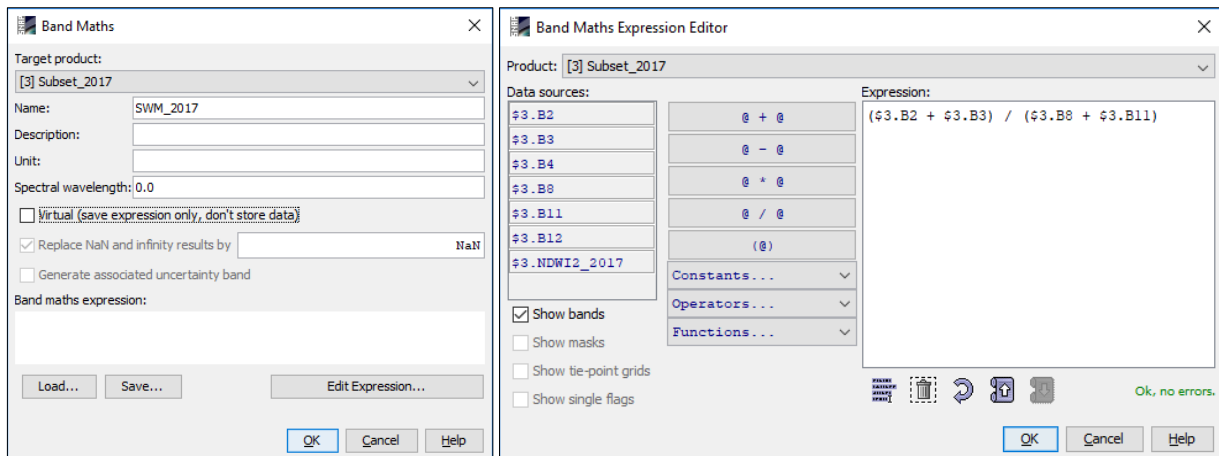 Band Maths
Target product:
[3] Subset_2017
Name: SWM_2017
Description:
Unit:
Spectral wavelength: 0.0
Virtual (save expression only, don't store data)
Replace NaN and infinity results by NaN
Generate associated uncertainty band
Band maths expression:
Load... Save... Edit Expression...
OK Cancel Help
Band Maths Expression Editor
Product: [3] Subset_2017
Data sources:
$3.B2
$3.B3
$3.B4
$3.B8
$3.B11
$3.B12
$3.NDWI2_2017
Show bands
Show masks
Show tie-point grids
Show single flags
@ + @
@ - @
@ * @
@ / @
(@)
Constants...
Operators...
Functions...
Expression:
($3.B2 + $3.B3) / ($3.B8 + $3.B11)
Ok, no errors.
OK Cancel Help